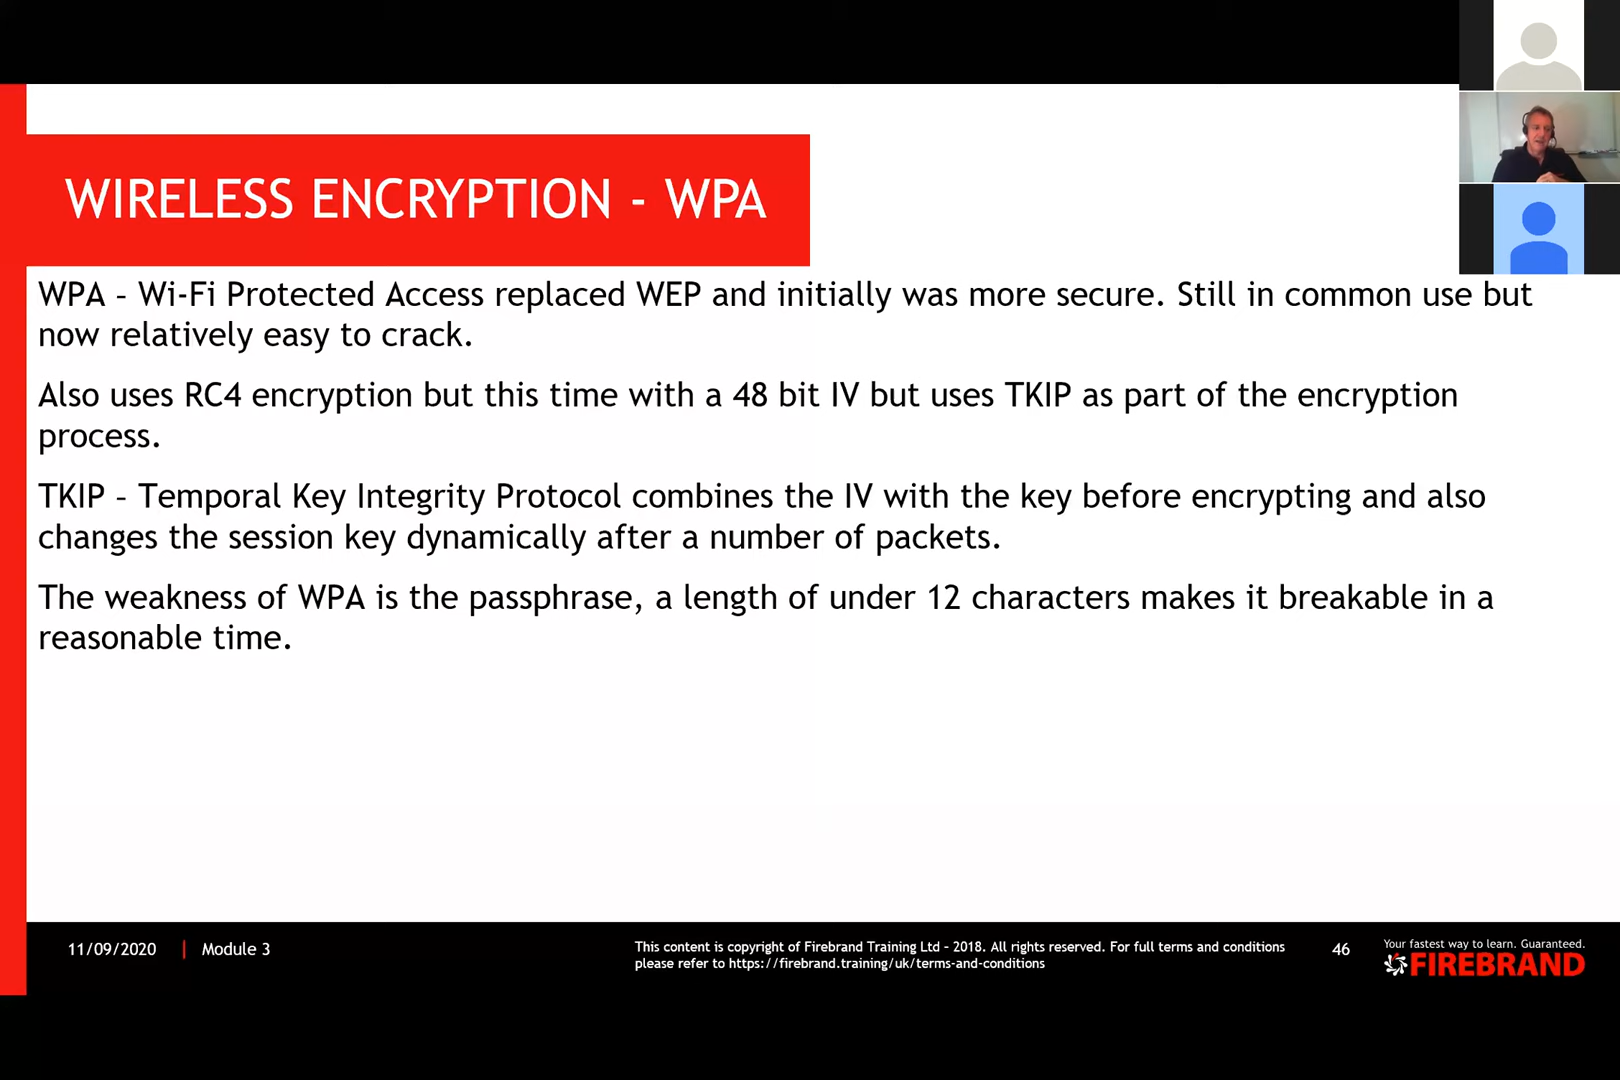 WIRELESS ENCRYPTION - WPA
WPA – Wi-Fi Protected Access replaced WEP and initially was more secure. Still in common use but
now relatively easy to crack.
Also uses RC4 encryption but this time with a 48 bit IV but uses TKIP as part of the encryption
process.
TKIP – Temporal Key Integrity Protocol combines the IV with the key before encrypting and also
changes the session key dynamically after a number of packets.
The weakness of WPA is the passphrase, a length of under 12 characters makes it breakable in a
reasonable time.
11/09/2020 | Module 3
This content is copyright of Firebrand Training Ltd – 2018. All rights reserved. For full terms and conditions
please refer to https://firebrand.training/uk/terms-and-conditions
46
Your fastest way to learn. Guaranteed.
FIREBRAND